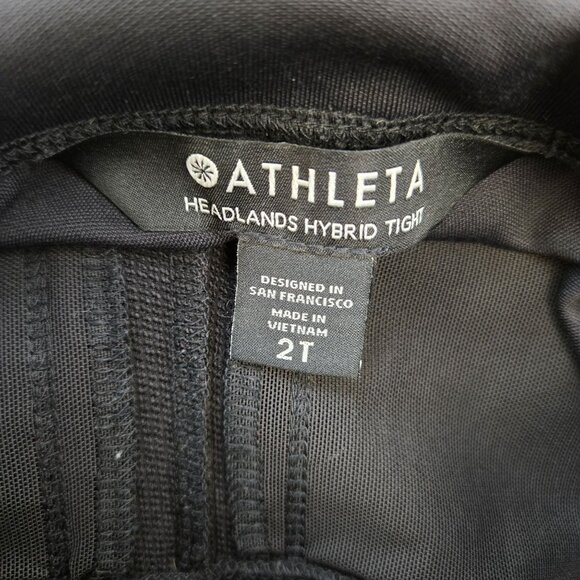 ATHLETA
HEADLANDS HYBRID TIGHT
DESIGNED IN
SAN FRANCISCO
MADE IN
VIETNAM
2T